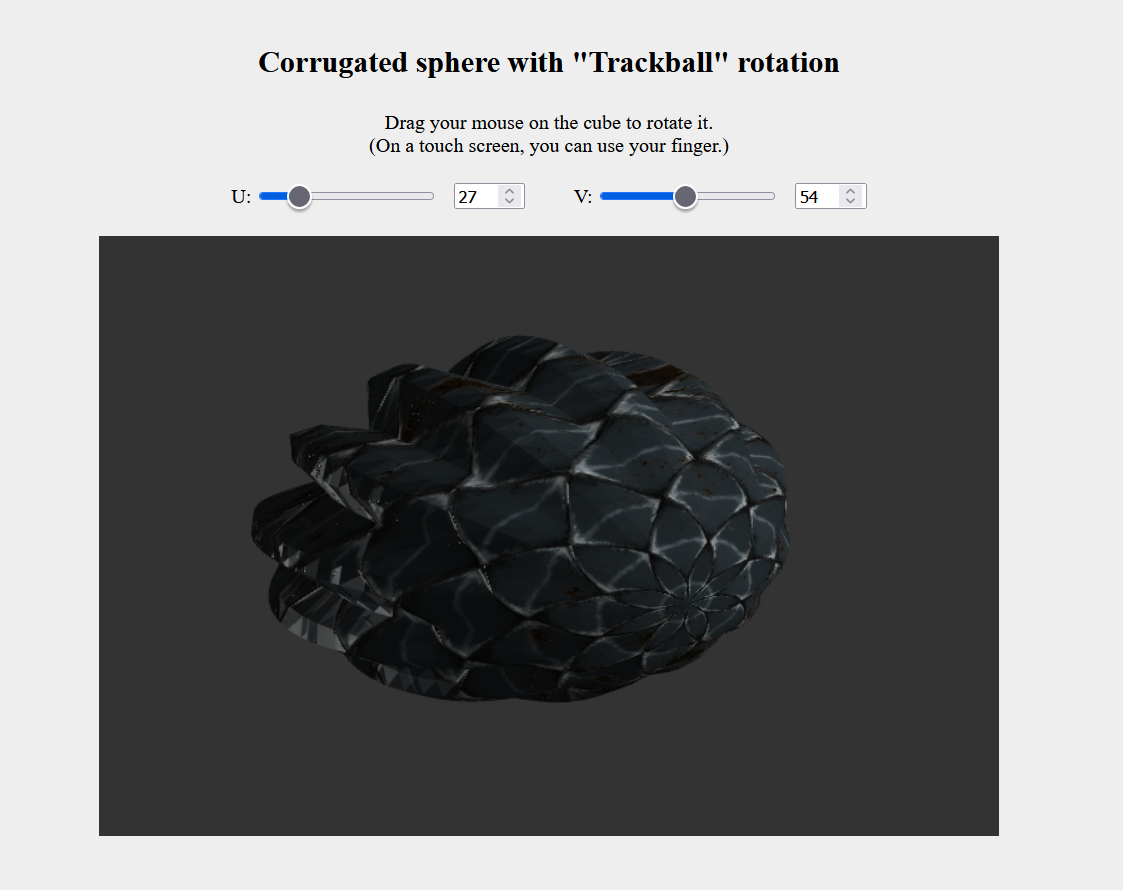 Corrugated sphere with "Trackball" rotation
Drag your mouse on the cube to rotate it.
(On a touch screen, you can use your finger.)
U: 27 V: 54